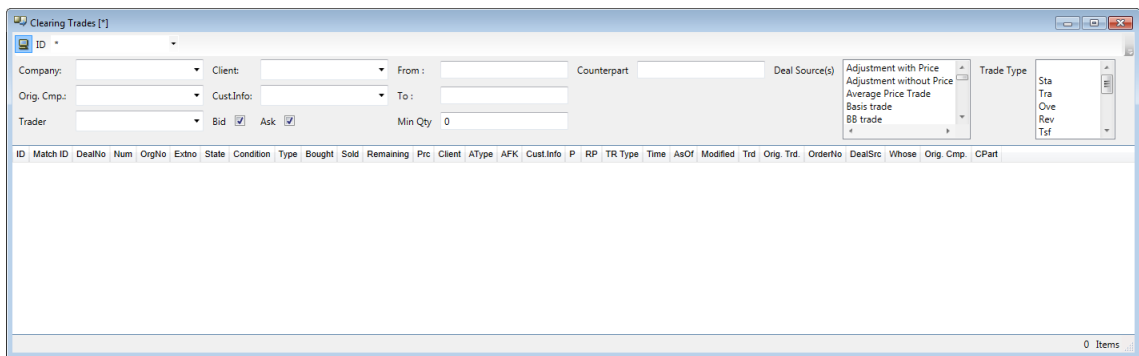 Clearing Trades [*]
ID *
Company: Client: From : Counterpart Deal Source(s) Adjustment with Price Trade Type
Adjustment without Price Sta
Orig. Cmp.: Cust.Info: To : Average Price Trade Tra
Basis trade Ove
Trader Bid Ask Min Qty 0 BB trade Rev
Tsf
ID Match ID DealNo Num OrgNo Extno State Condition Type Bought Sold Remaining Prc Client AType AFK Cust.Info P RP TR Type Time AsOf Modified Trd Orig. Trd. OrderNo DealSrc Whose Orig. Cmp. CPart
0 Items